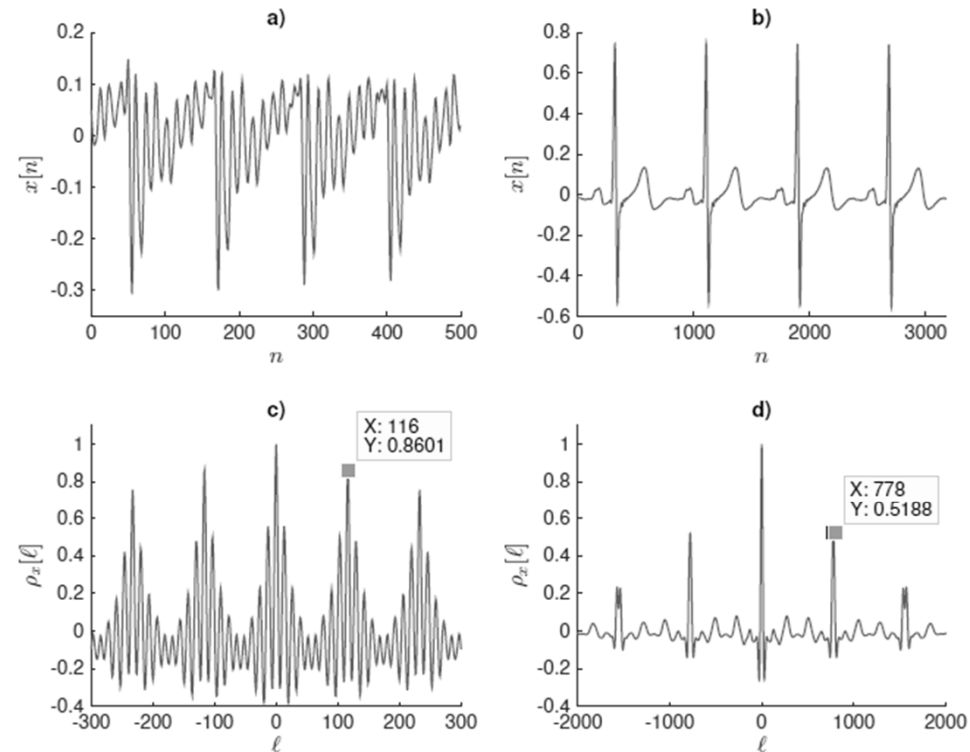 a)
0.2
0.1
0
-0.1
-0.2
-0.3
x[n]
0 100 200 300 400 500
n
b)
0.8
0.6
0.4
0.2
0
-0.2
-0.4
-0.6
x[n]
0 1000 2000 3000
n
c)
X: 116
Y: 0.8601
1
0.8
0.6
0.4
0.2
0
-0.2
-0.4
ρx[ℓ]
-300 -200 -100 0 100 200 300
ℓ
d)
X: 778
Y: 0.5188
1
0.8
0.6
0.4
0.2
0
-0.2
-0.4
ρx[ℓ]
-2000 -1000 0 1000 2000
ℓ